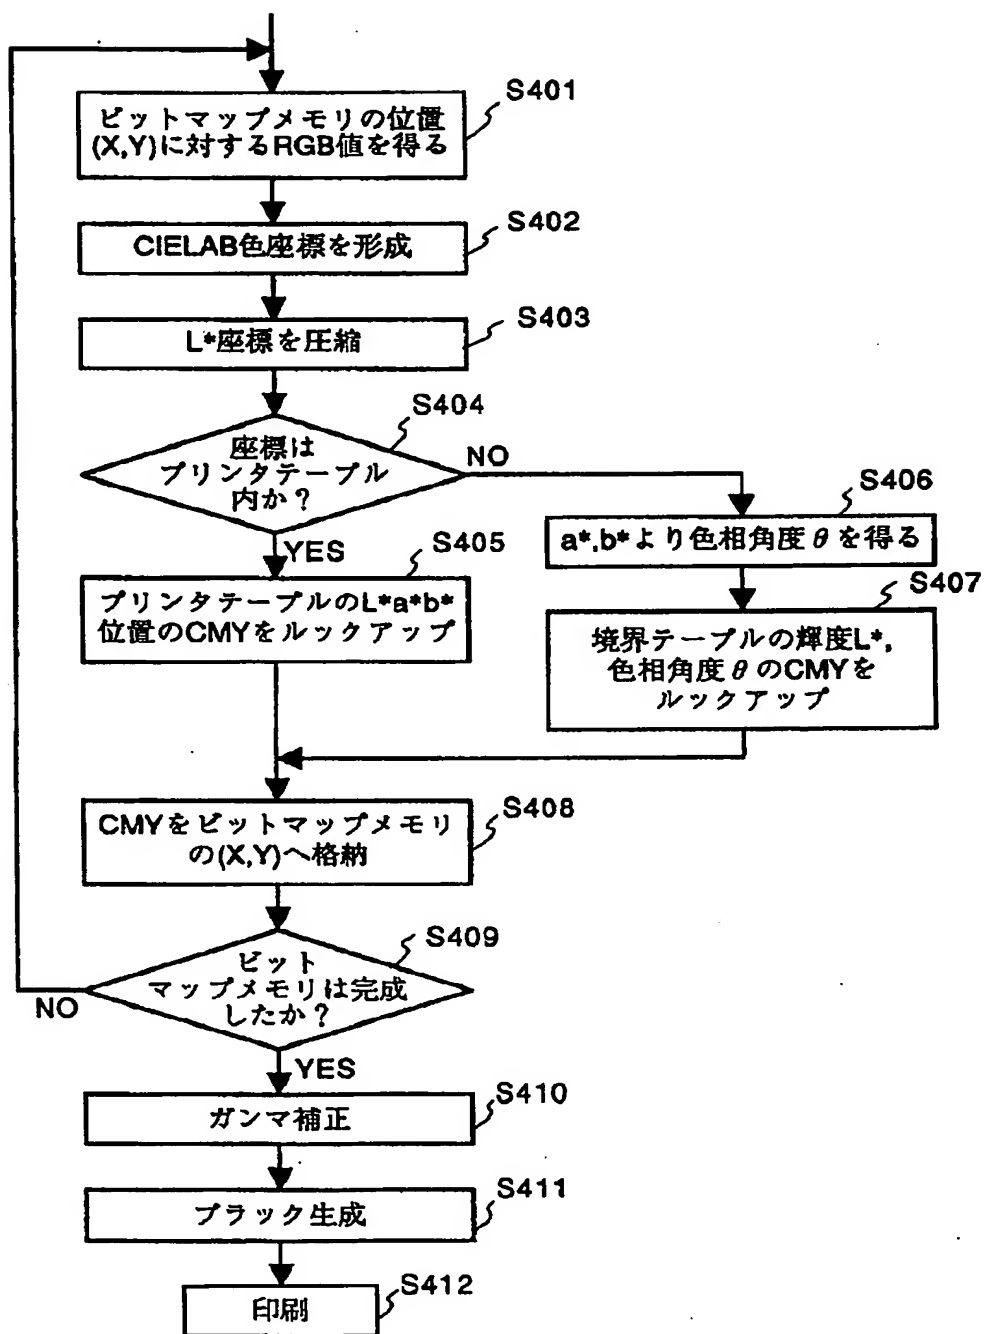 S401
ビットマップメモリの位置
(X,Y)に対するRGB値を得る
S402
CIELAB色座標を形成
S403
L*座標を圧縮
S404
座標は
プリンタテーブル
内か?
NO
YES
S405
プリンタテーブルのL*a*b*
位置のCMYをルックアップ
S406
a*,b*より色相角度θを得る
S407
境界テーブルの輝度L*,
色相角度θのCMYを
ルックアップ
S408
CMYをビットマップメモリ
の(X,Y)へ格納
S409
ビット
マップメモリは完成
したか?
NO
YES
S410
ガンマ補正
S411
ブラック生成
S412
印刷